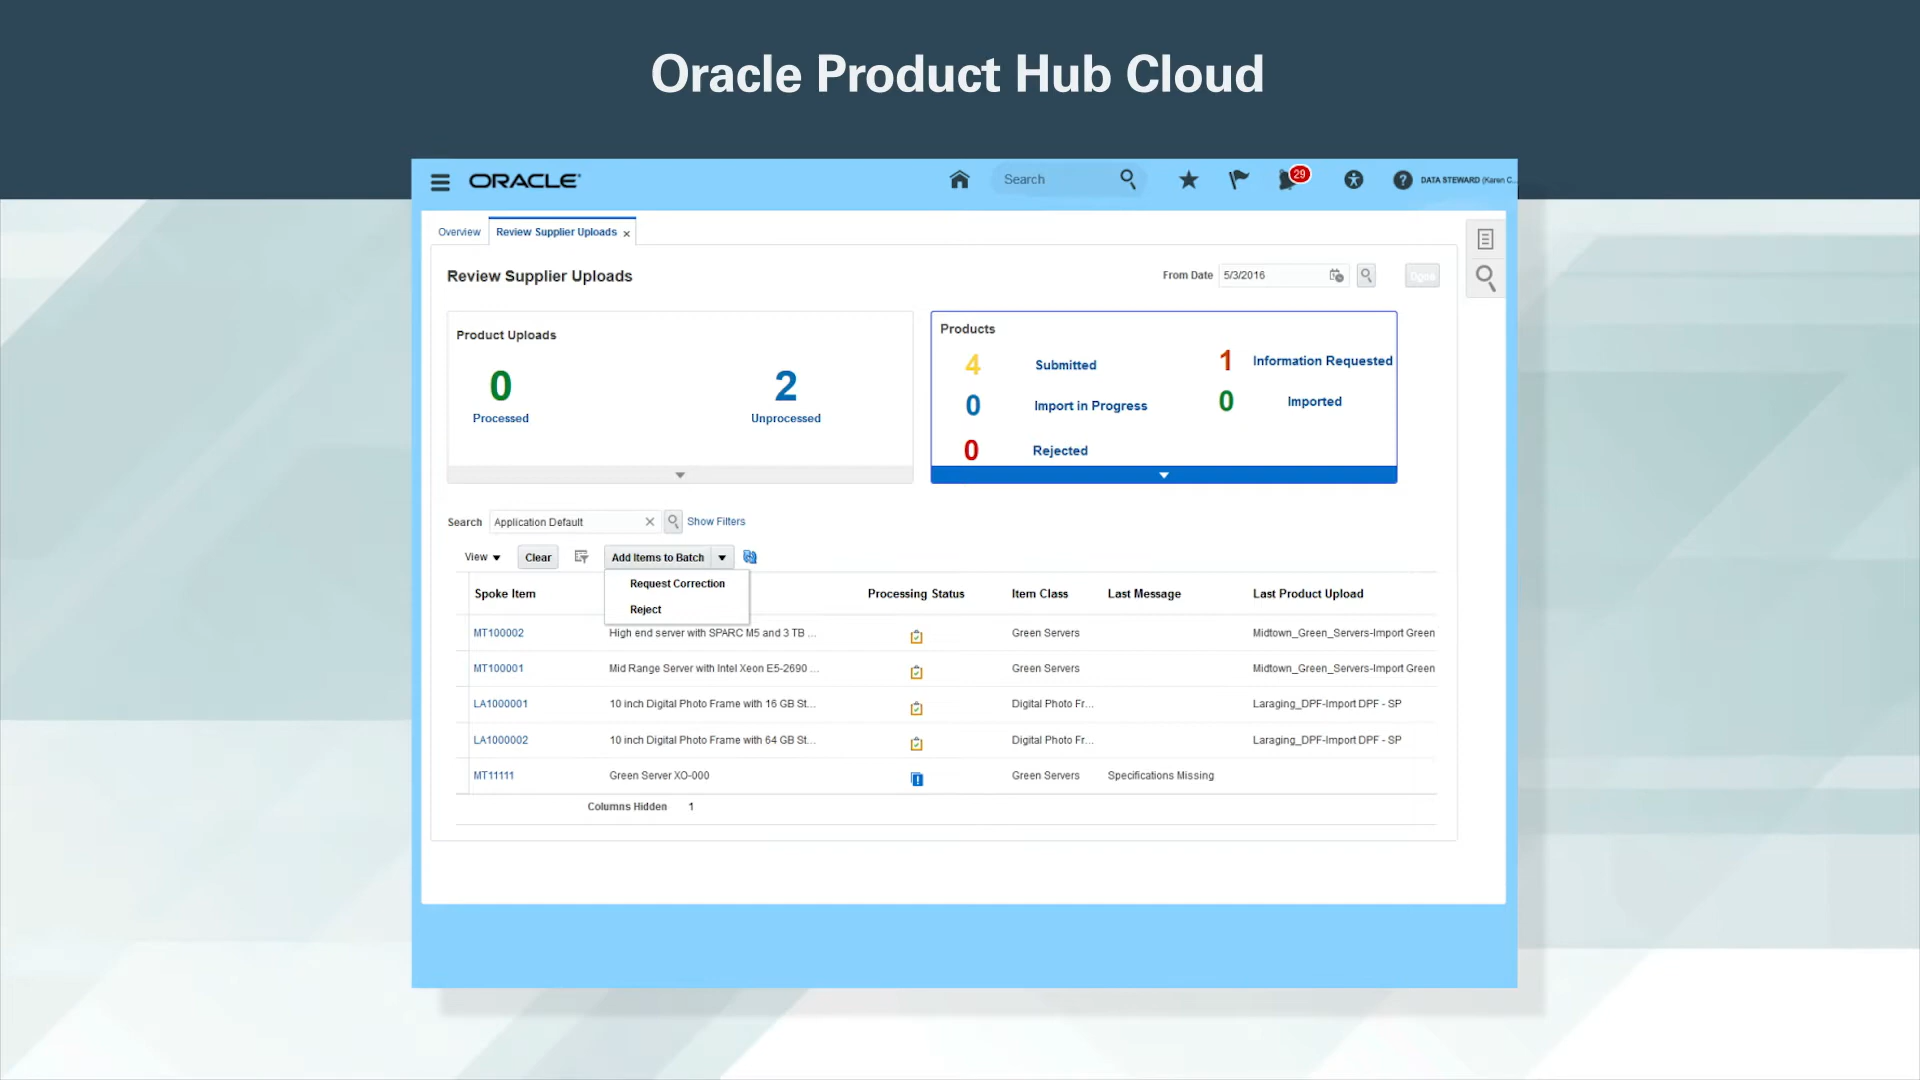 Oracle Product Hub Cloud
ORACLE
Search
29
DATA STEWARD (Karen C...
Overview
Review Supplier Uploads
Review Supplier Uploads
From Date 5/3/2016
Done
Product Uploads
0
Processed
2
Unprocessed
Products
4 Submitted
1 Information Requested
0 Import in Progress
0 Imported
0 Rejected
Search Application Default
Show Filters
View
Clear
Add Items to Batch
Request Correction
Reject
Spoke Item Processing Status Item Class Last Message Last Product Upload
MT100002 High end server with SPARC M5 and 3 TB ... Green Servers Midtown_Green_Servers-Import Green
MT100001 Mid Range Server with Intel Xeon E5-2690 ... Green Servers Midtown_Green_Servers-Import Green
LA1000001 10 inch Digital Photo Frame with 16 GB St... Digital Photo Fr... Laraging_DPF-Import DPF - SP
LA1000002 10 inch Digital Photo Frame with 64 GB St... Digital Photo Fr... Laraging_DPF-Import DPF - SP
MT11111 Green Server XO-000 Green Servers Specifications Missing
Columns Hidden 1